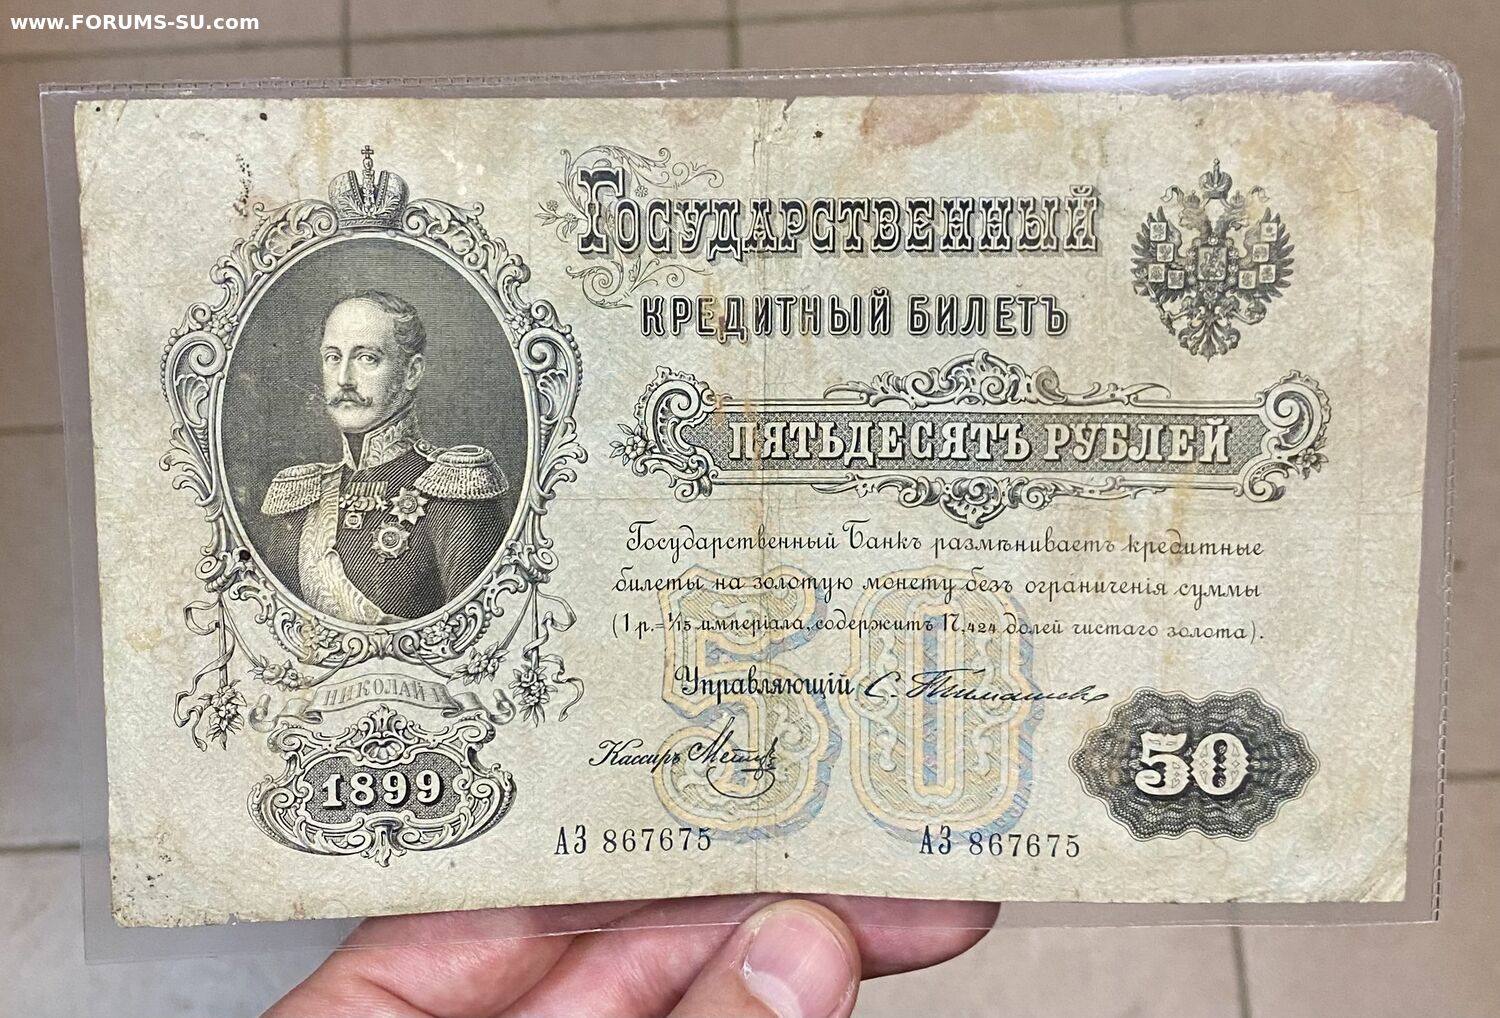 www.FORUMS-SU.com
Государственный
кредитный билетъ
пятьдесятъ рублей
Государственный Банкъ размѣниваетъ кредитные
билеты на золотую монету безъ ограниченія суммы
(1 р.=1/15 имперіала, содержитъ 17,424 долей чистаго золота).
Управляющій С. Тимашевъ
Кассиръ
НИКОЛАЙ I
1899
50
50
АЗ 867675
АЗ 867675